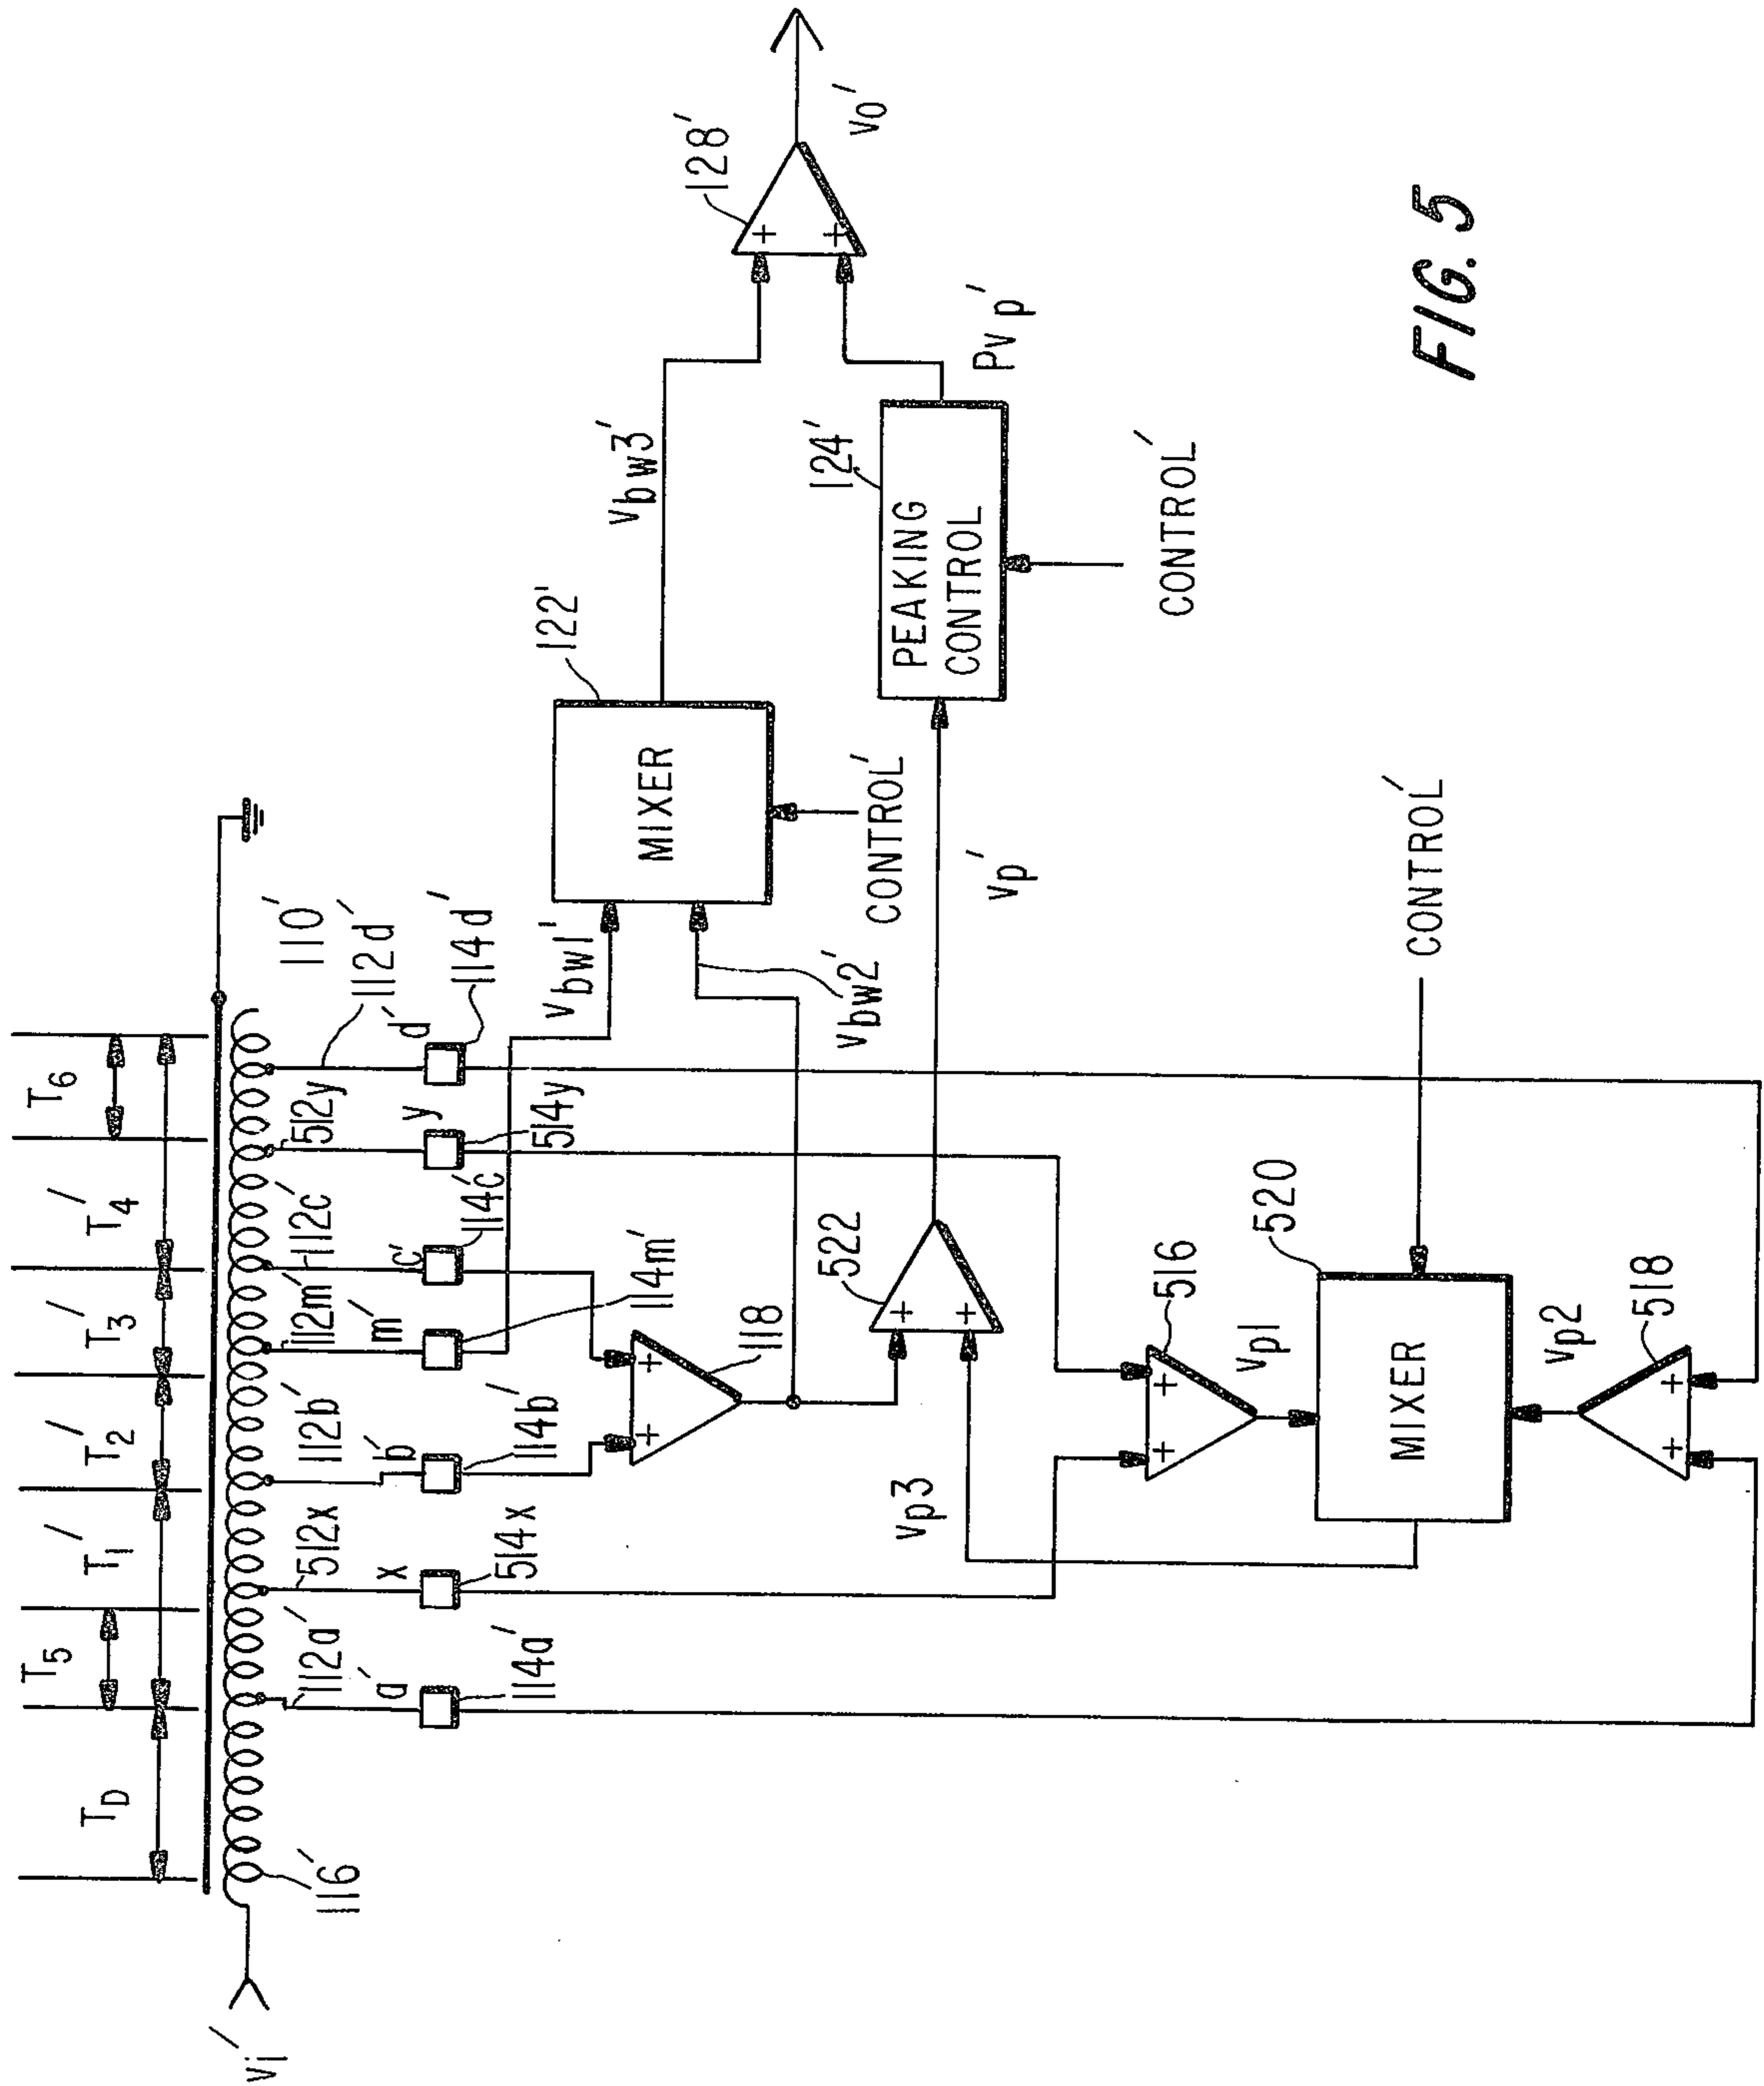 T5
T6
TD
T1'
T2'
T3'
T4'
vi'
116'
110'
112a'
512x
112b'
112m'
112c'
512y
112d'
a'
x
b'
m'
c'
y
d'
114a'
514x
114b'
114m'
114c'
514y
114d'
118
vbw1'
vbw2'
MIXER
122'
CONTROL'
vbw3'
+
+
+
+
522
vp'
PEAKING
CONTROL
124'
CONTROL'
Pvp'
+
+
128'
vo'
vp3
+
+
516
vp1
MIXER
520
CONTROL'
vp2
+
+
518
FIG. 5